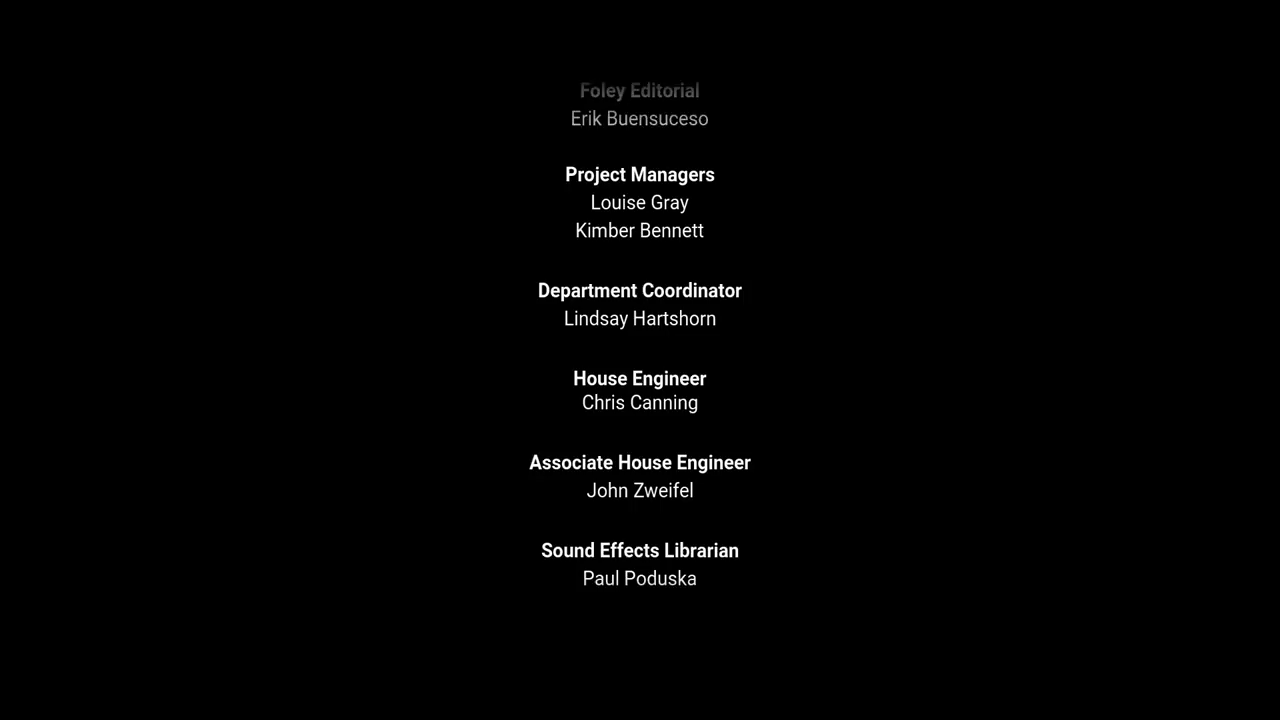 Foley Editorial
Erik Buensuceso
Project Managers
Louise Gray
Kimber Bennett
Department Coordinator
Lindsay Hartshorn
House Engineer
Chris Canning
Associate House Engineer
John Zweifel
Sound Effects Librarian
Paul Poduska